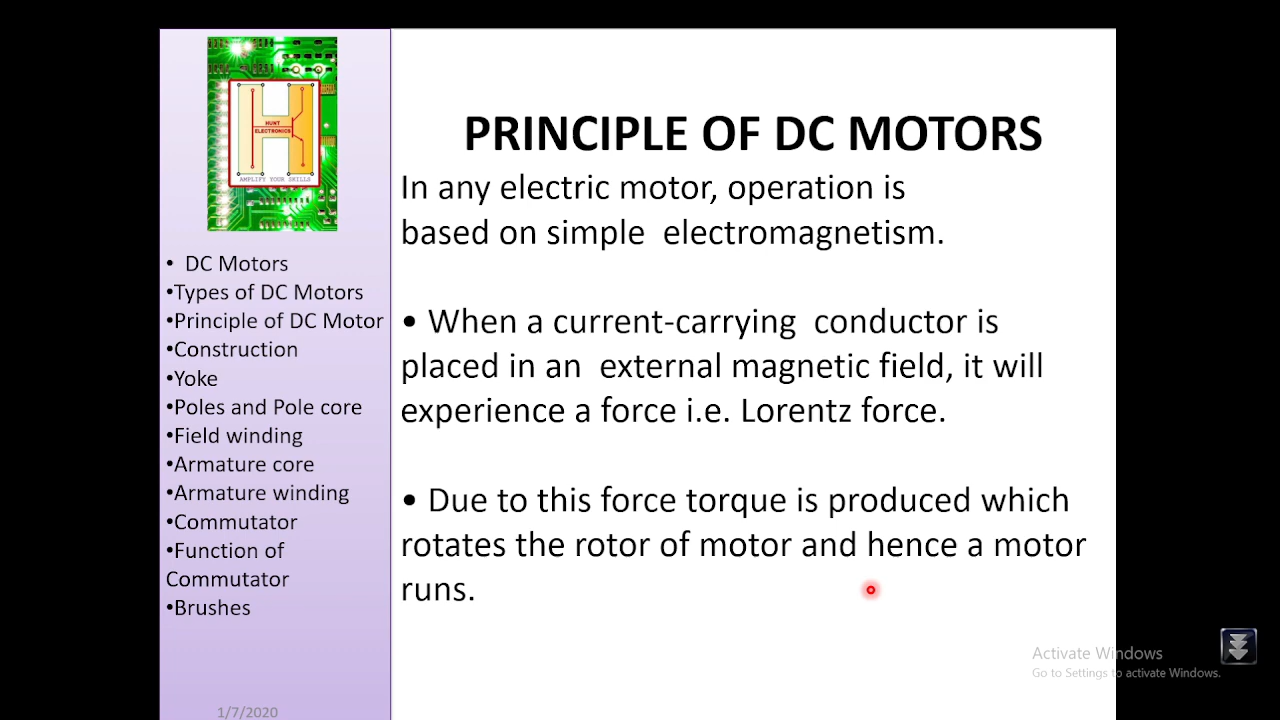 HUNT
ELECTRONICS
AMPLIFY YOUR SKILLS
• DC Motors
•Types of DC Motors
•Principle of DC Motor
•Construction
•Yoke
•Poles and Pole core
•Field winding
•Armature core
•Armature winding
•Commutator
•Function of
Commutator
•Brushes
1/7/2020
PRINCIPLE OF DC MOTORS
In any electric motor, operation is
based on simple electromagnetism.
• When a current-carrying conductor is
placed in an external magnetic field, it will
experience a force i.e. Lorentz force.
• Due to this force torque is produced which
rotates the rotor of motor and hence a motor
runs.
Activate Windows
Go to Settings to activate Windows.